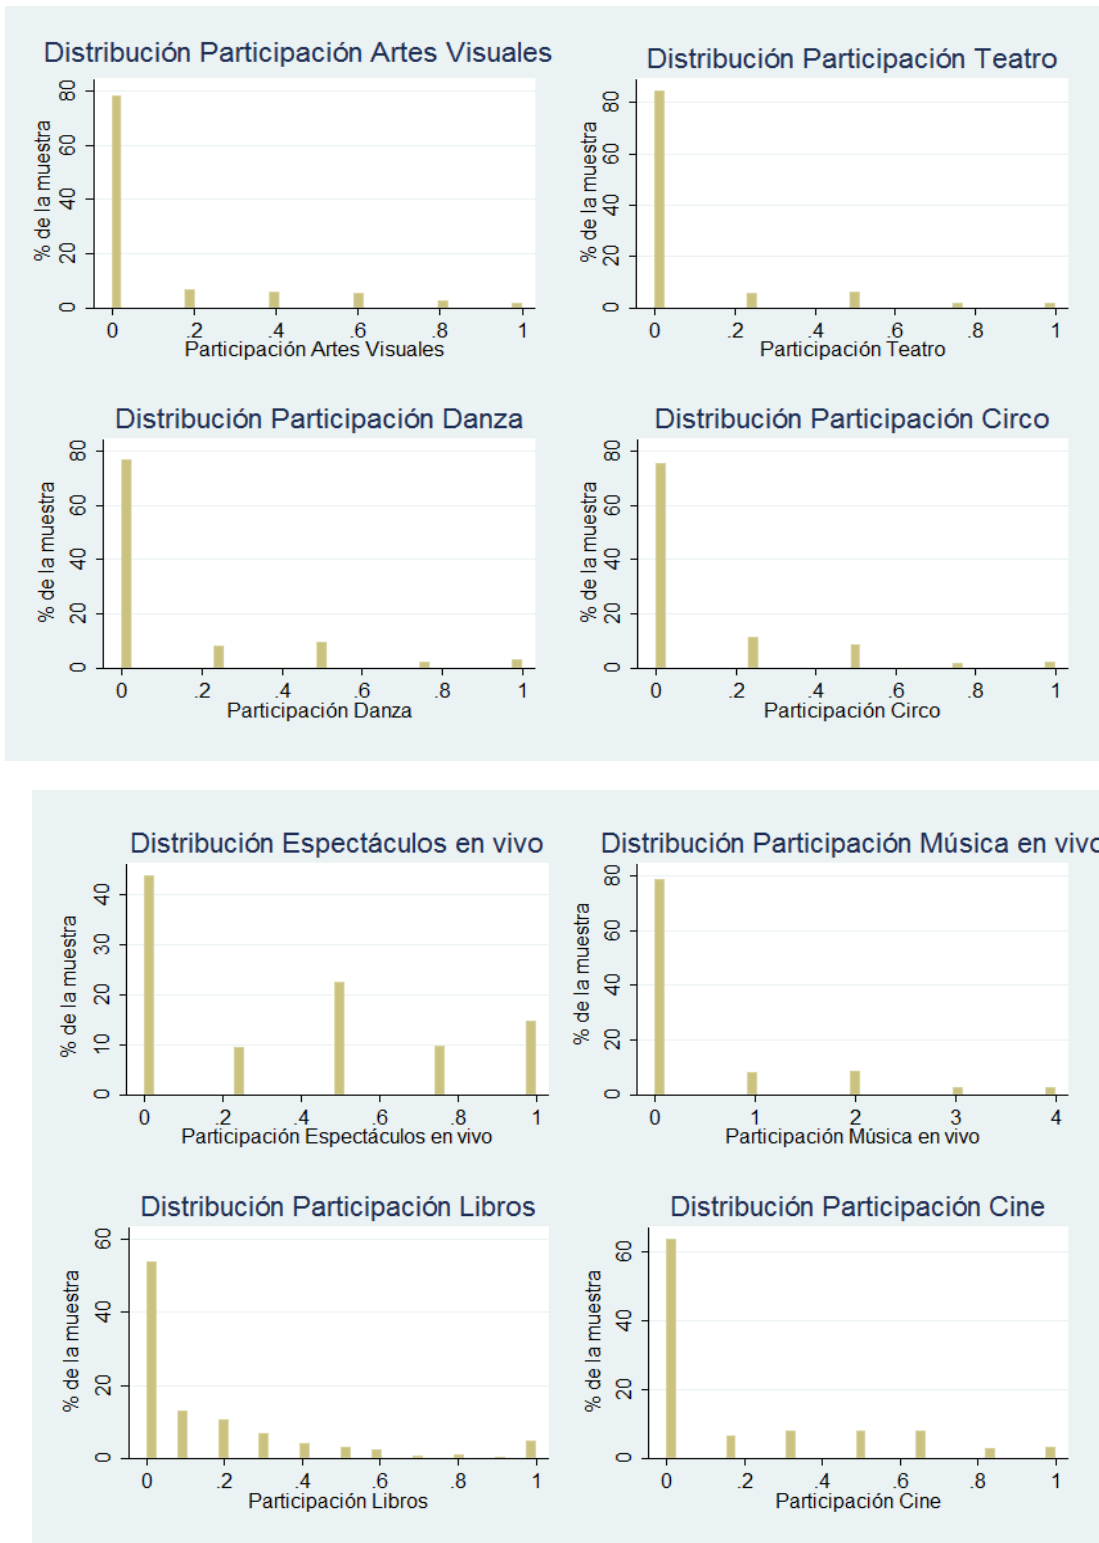 Distribución Participación Artes Visuales
% de la muestra
80
60
40
20
0
0 .2 .4 .6 .8 1
Participación Artes Visuales
Distribución Participación Teatro
% de la muestra
80
60
40
20
0
0 .2 .4 .6 .8 1
Participación Teatro
Distribución Participación Danza
% de la muestra
80
60
40
20
0
0 .2 .4 .6 .8 1
Participación Danza
Distribución Participación Circo
% de la muestra
80
60
40
20
0
0 .2 .4 .6 .8 1
Participación Circo
Distribución Espectáculos en vivo
% de la muestra
40
30
20
10
0
0 .2 .4 .6 .8 1
Participación Espectáculos en vivo
Distribución Participación Música en vivo
% de la muestra
80
60
40
20
0
0 1 2 3 4
Participación Música en vivo
Distribución Participación Libros
% de la muestra
60
40
20
0
0 .2 .4 .6 .8 1
Participación Libros
Distribución Participación Cine
% de la muestra
60
40
20
0
0 .2 .4 .6 .8 1
Participación Cine